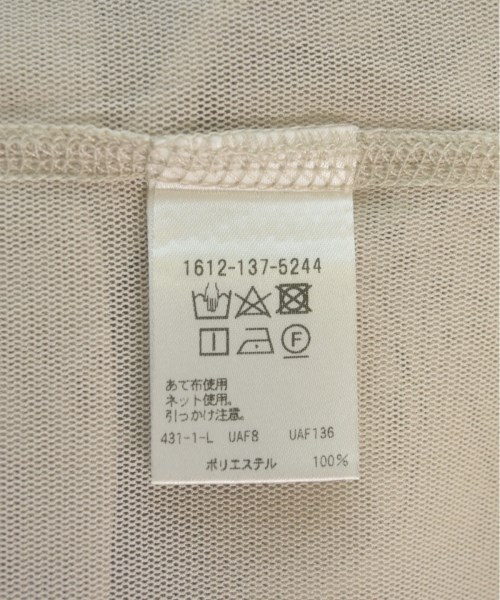 1612-137-5244
F
あて布使用
ネット使用。
引っかけ注意。
431-1-L UAF8 UAF136
ポリエステル 100%